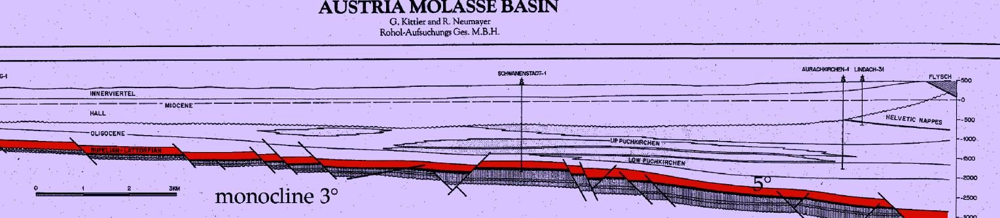 AUSTRIA MOLASSE BASIN
G. Kittler and R. Neumayer
Rohol-Aufsuchungs Ges. M.B.H.
G-1
SCHWANENSTADT-1
AURACHKIRCHEN-1
LINDACH-31
FLYSCH
500
0
-500
-1000
-1500
-2000
-2500
-3000
INNERVIERTEL
MIOCENE
HALL
HELVETIC NAPPES
OLIGOCENE
UP PUCHKIRCHEN
RUPELIAN-LATTORFIAN
LOW PUCHKIRCHEN
5°
0 1 2 3KM
monocline 3°